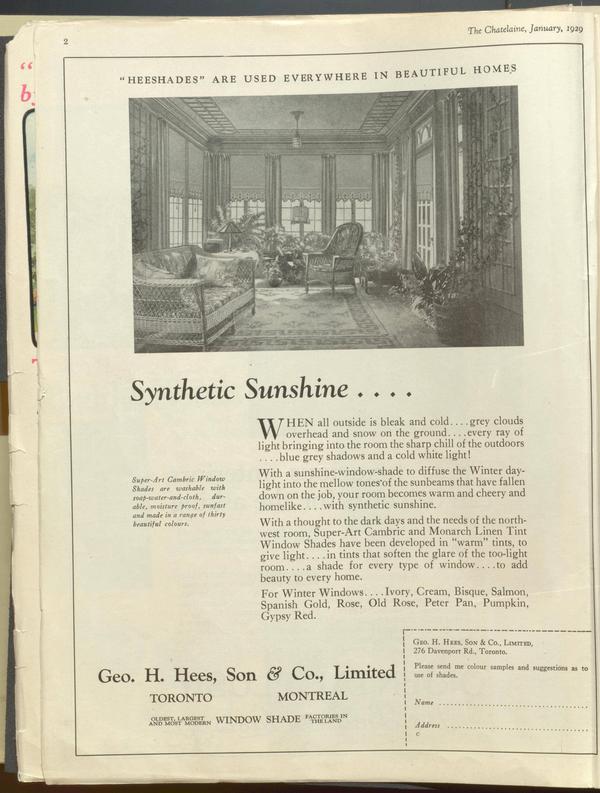 2
The Chatelaine, January, 1929
"HEESHADES" ARE USED EVERYWHERE IN BEAUTIFUL HOMES
Synthetic Sunshine . . . .
WHEN all outside is bleak and cold....grey clouds
overhead and snow on the ground....every ray of
light bringing into the room the sharp chill of the outdoors
....blue grey shadows and a cold white light!
With a sunshine-window-shade to diffuse the Winter day-
light into the mellow tones of the sunbeams that have fallen
down on the job, your room becomes warm and cheery and
homelike....with synthetic sunshine.
With a thought to the dark days and the needs of the north-
west room, Super-Art Cambric and Monarch Linen Tint
Window Shades have been developed in "warm" tints, to
give light....in tints that soften the glare of the too-light
room....a shade for every type of window....to add
beauty to every home.
For Winter Windows....Ivory, Cream, Bisque, Salmon,
Spanish Gold, Rose, Old Rose, Peter Pan, Pumpkin,
Gypsy Red.
Super-Art Cambric Window
Shades are washable with
soap-water-and-cloth, dur-
able, moisture proof, sunfast
and made in a range of thirty
beautiful colours.
Geo. H. Hees, Son & Co., Limited
TORONTO MONTREAL
OLDEST, LARGEST
AND MOST MODERN WINDOW SHADE FACTORIES IN
THE LAND
GEO. H. HEES, SON & CO., LIMITED,
276 Davenport Rd., Toronto.
Please send me colour samples and suggestions as to
use of shades.
Name
Address
c
"
b